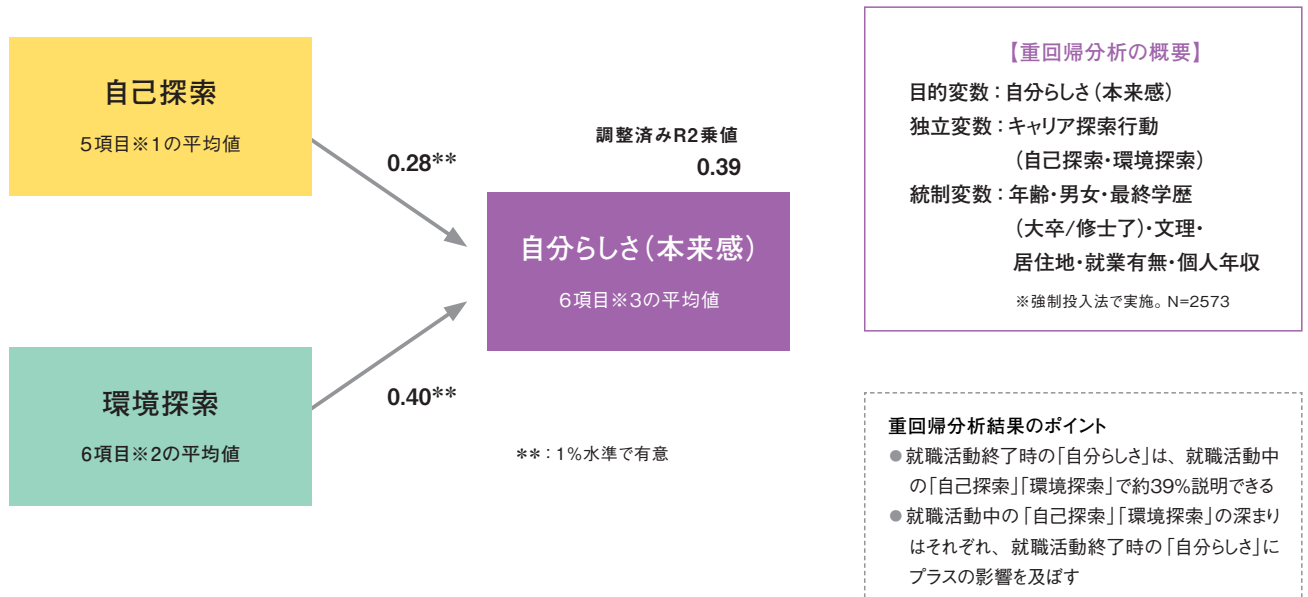 自己探索
5項目※1の平均値
0.28**
環境探索
6項目※2の平均値
0.40**
調整済みR2乗値
0.39
自分らしさ(本来感)
6項目※3の平均値
**:1%水準で有意
【重回帰分析の概要】
目的変数:自分らしさ(本来感)
独立変数:キャリア探索行動
(自己探索・環境探索)
統制変数:年齢・男女・最終学歴
(大卒/修士了)・文理・
居住地・就業有無・個人年収
※強制投入法で実施。N=2573
重回帰分析結果のポイント
●就職活動終了時の「自分らしさ」は、就職活動中
の「自己探索」「環境探索」で約39%説明できる
●就職活動中の「自己探索」「環境探索」の深まり
はそれぞれ、就職活動終了時の「自分らしさ」に
プラスの影響を及ぼす